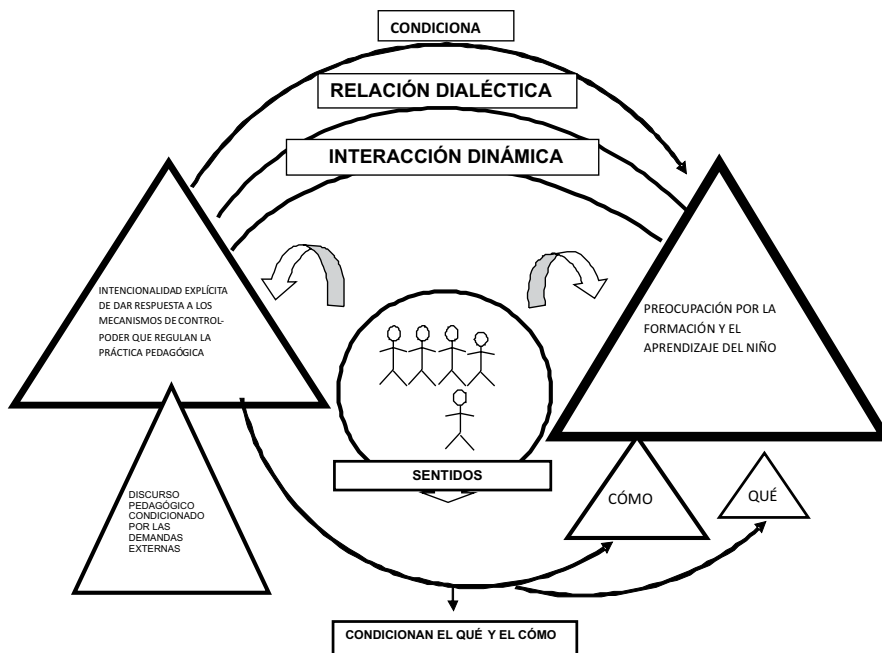 CONDICIONA
RELACIÓN DIALÉCTICA
INTERACCIÓN DINÁMICA
INTENCIONALIDAD EXPLÍCITA
DE DAR RESPUESTA A LOS
MECANISMOS DE CONTROL-
PODER QUE REGULAN LA
PRÁCTICA PEDAGÓGICA
PREOCUPACIÓN POR LA
FORMACIÓN Y EL
APRENDIZAJE DEL NIÑO
SENTIDOS
DISCURSO
PEDAGÓGICO
CONDICIONADO
POR LAS
DEMANDAS
EXTERNAS
CÓMO
QUÉ
CONDICIONAN EL QUÉ Y EL CÓMO